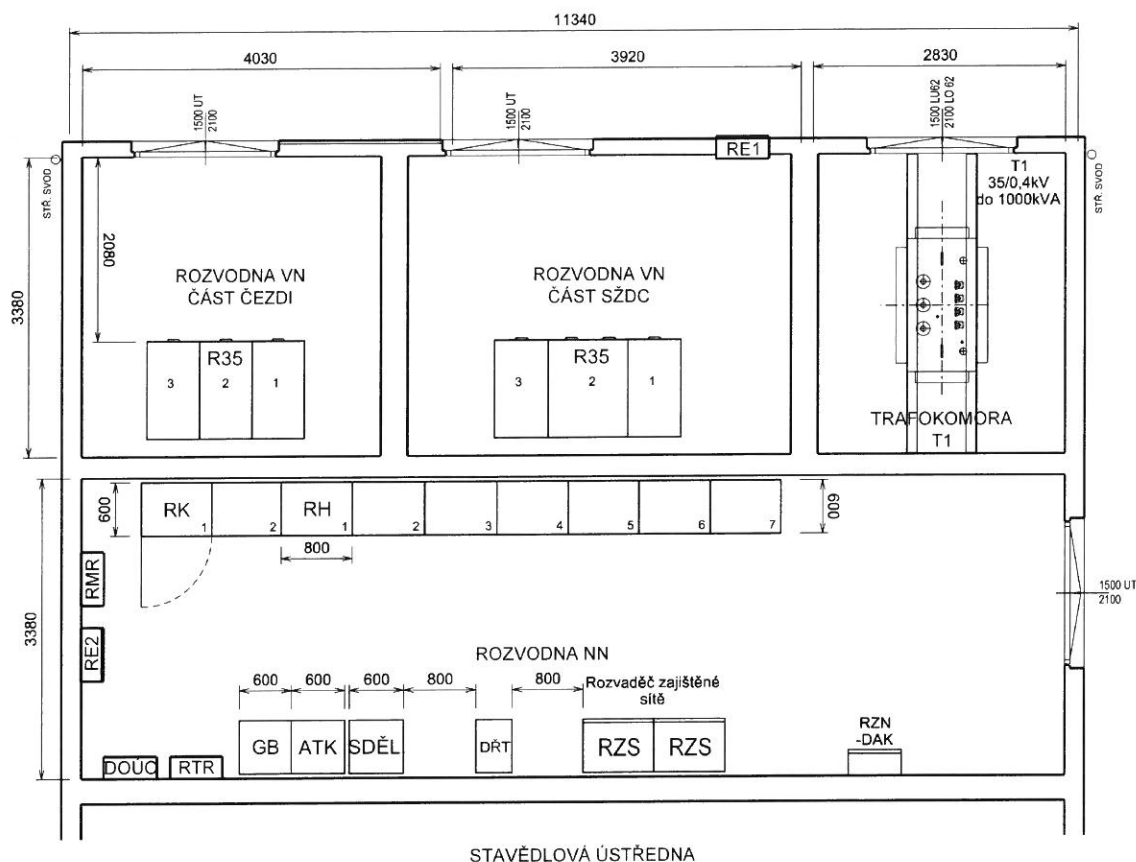 11340
4030
3920
2830
1500 UT
2100
1500 UT
2100
1500 LU62
2100 LO 62
RE1
T1
35/0,4kV
do 1000kVA
STŘ. SVOD
STŘ. SVOD
3380
2080
ROZVODNA VN
ČÁST ČEZDI
ROZVODNA VN
ČÁST SŽDC
R35
3
2
1
R35
3
2
1
TRAFOKOMORA
T1
600
RK
1
2
RH
1
2
3
4
5
6
7
600
800
RMR
RE2
3380
1500 UT
2100
ROZVODNA NN
600
600
600
800
800
Rozvaděč zajištěné
sítě
GB
ATK
SDĚL
DŘT
RZS
RZS
RZN
-DAK
DOÚO
RTR
STAVĚDLOVÁ ÚSTŘEDNA